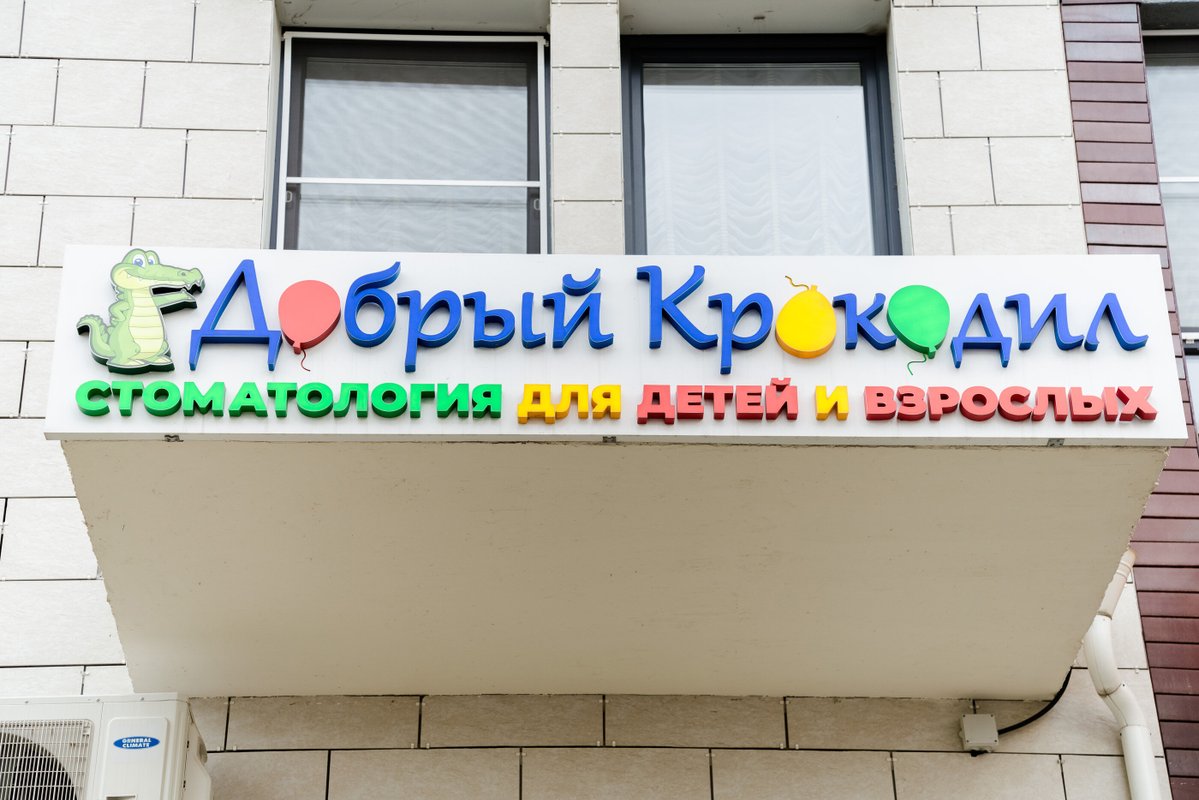 Добрый Крокодил
СТОМАТОЛОГИЯ ДЛЯ ДЕТЕЙ И ВЗРОСЛЫХ
GENERAL
CLIMATE